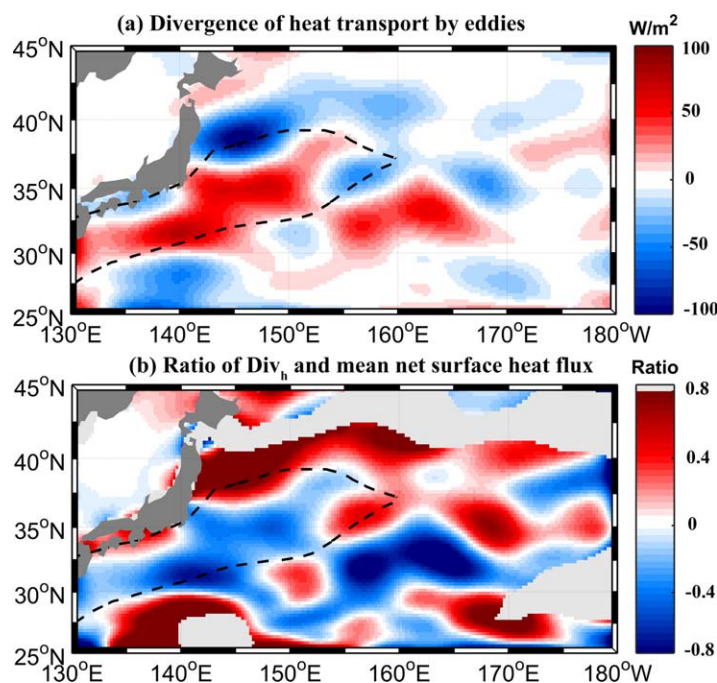 (a) Divergence of heat transport by eddies
W/m²
45°N
40°N
35°N
30°N
25°N
130°E 140°E 150°E 160°E 170°E 180°W
100
50
0
-50
-100
(b) Ratio of Divₕ and mean net surface heat flux
Ratio
45°N
40°N
35°N
30°N
25°N
130°E 140°E 150°E 160°E 170°E 180°W
0.8
0.4
0
-0.4
-0.8